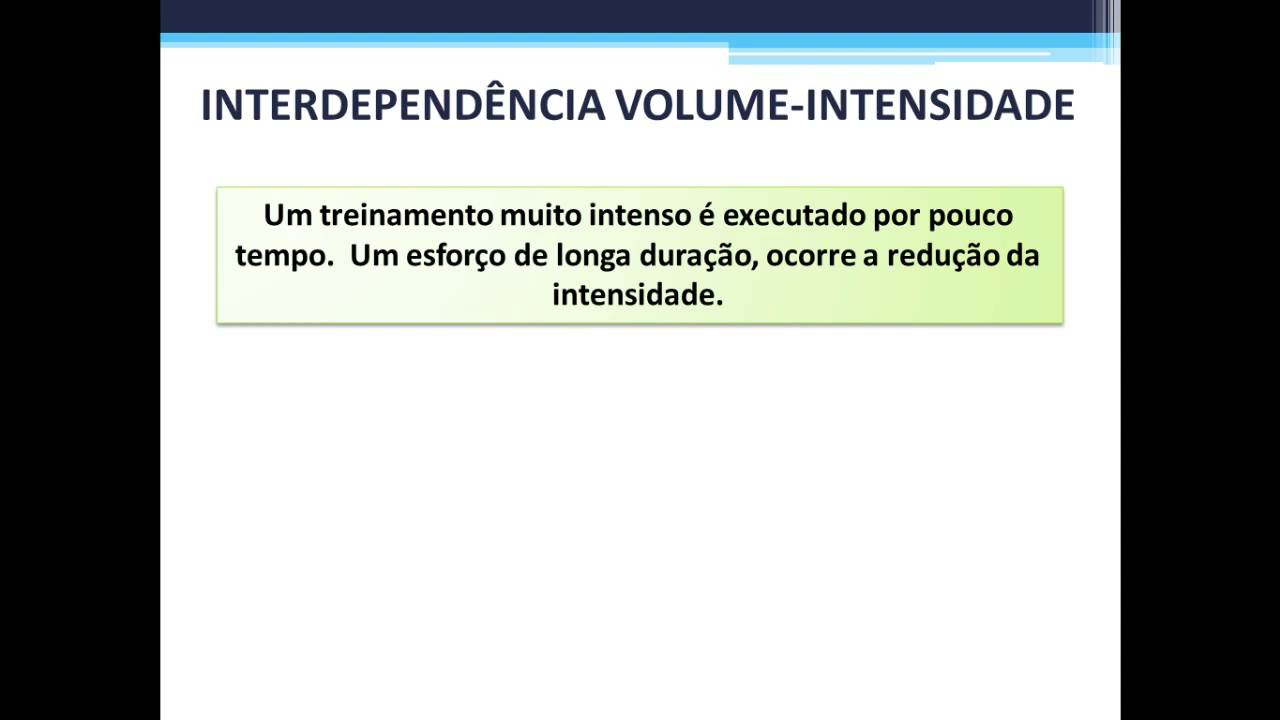 INTERDEPENDÊNCIA VOLUME-INTENSIDADE
Um treinamento muito intenso é executado por pouco
tempo.  Um esforço de longa duração, ocorre a redução da
intensidade.